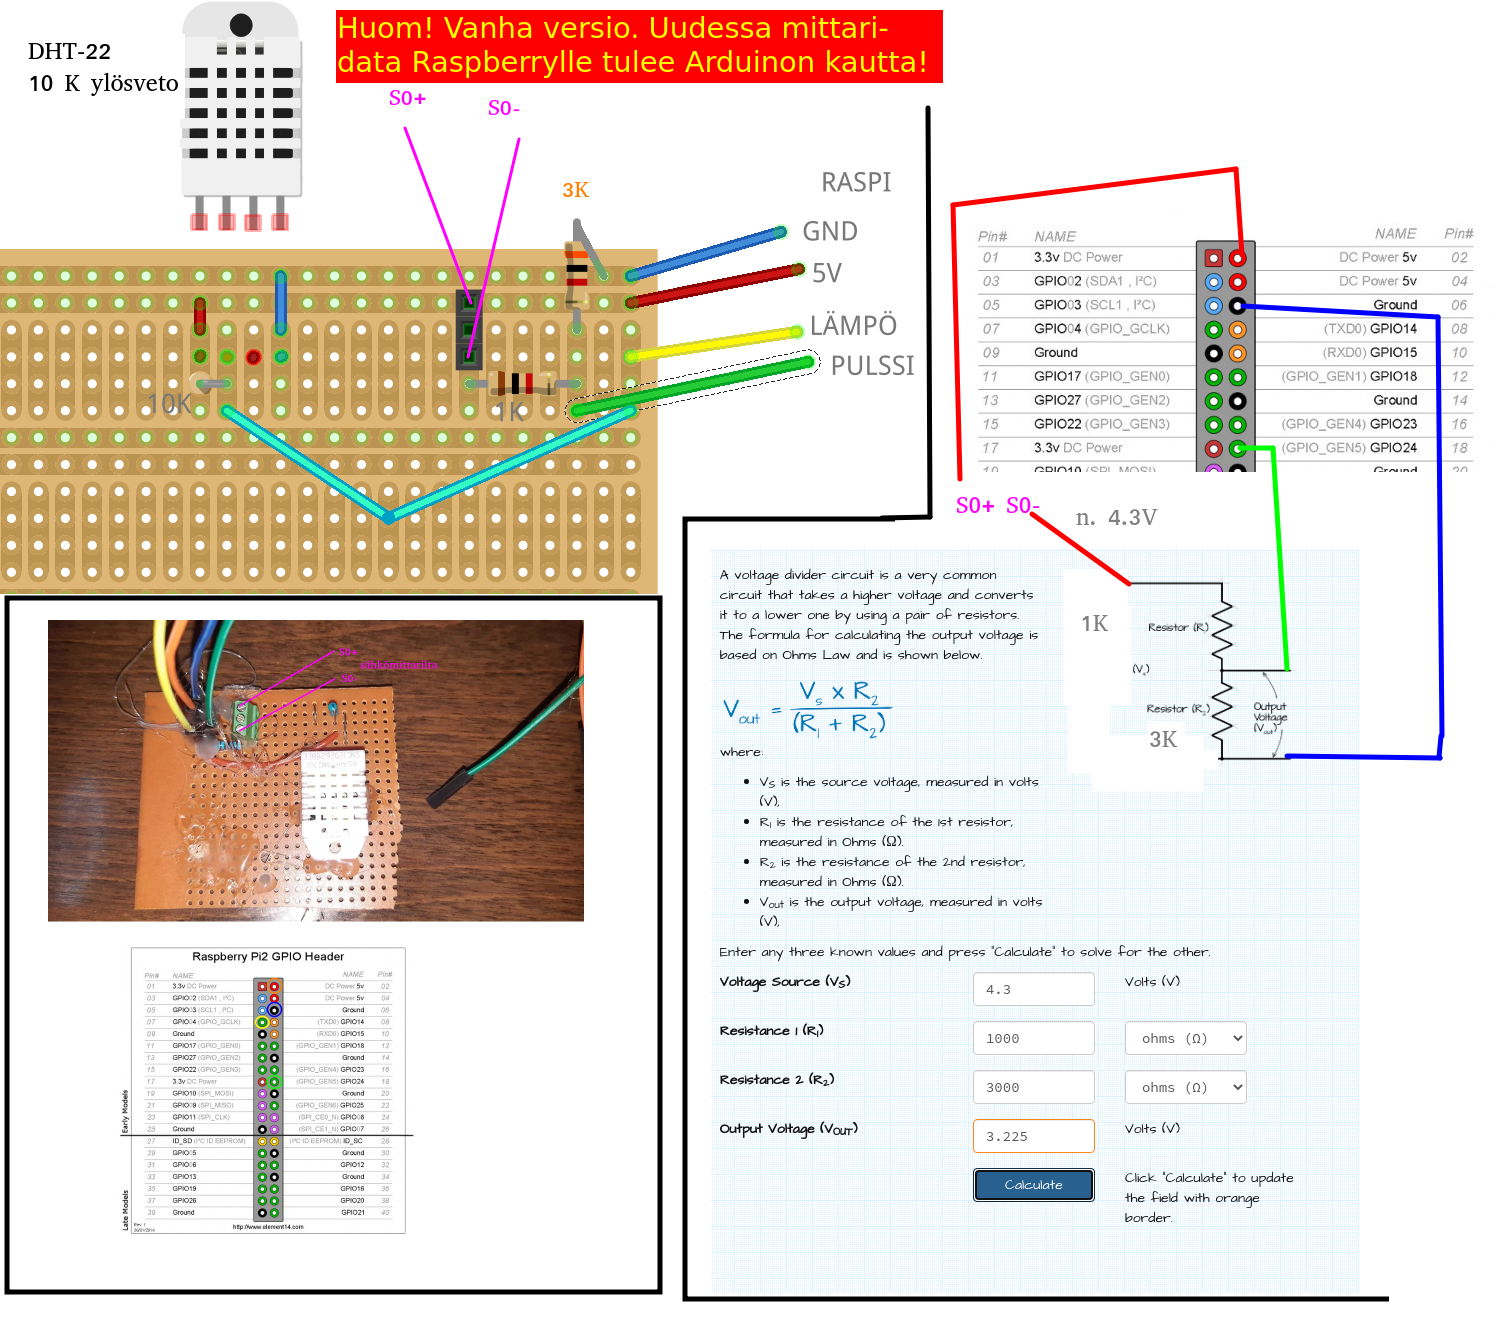 DHT-22
10 K ylösveto
Huom! Vanha versio. Uudessa mittari-
data Raspberrylle tulee Arduinon kautta!
S0+
S0-
3K
RASPI
GND
5V
LÄMPÖ
PULSSI
10K
1K
Pin# NAME NAME Pin#
01 3.3v DC Power DC Power 5v 02
03 GPIO02 (SDA1 , I²C) DC Power 5v 04
05 GPIO03 (SCL1 , I²C) Ground 06
07 GPIO04 (GPIO_GCLK) (TXD0) GPIO14 08
09 Ground (RXD0) GPIO15 10
11 GPIO17 (GPIO_GEN0) (GPIO_GEN1) GPIO18 12
13 GPIO27 (GPIO_GEN2) Ground 14
15 GPIO22 (GPIO_GEN3) (GPIO_GEN4) GPIO23 16
17 3.3v DC Power (GPIO_GEN5) GPIO24 18
19 GPIO10 (SPI_MOSI) Ground 20
S0+ S0-
n. 4.3V
A voltage divider circuit is a very common
circuit that takes a higher voltage and converts
it to a lower one by using a pair of resistors.
The formula for calculating the output voltage is
based on Ohms Law and is shown below.
Vout = Vs x R2
(R1 + R2)
where:
• VS is the source voltage, measured in volts
(V),
• R1 is the resistance of the 1st resistor,
measured in Ohms (Ω).
• R2 is the resistance of the 2nd resistor,
measured in Ohms (Ω).
• Vout is the output voltage, measured in volts
(V),
1K
Resistor (R1)
(Vs)
Resistor (R2)
3K
Output
Voltage
(Vout)
Enter any three known values and press "Calculate" to solve for the other.
Voltage Source (VS) 4.3 Volts (V)
Resistance 1 (R1) 1000 ohms (Ω)
Resistance 2 (R2) 3000 ohms (Ω)
Output Voltage (VOUT) 3.225 Volts (V)
Calculate
Click "Calculate" to update
the field with orange
border.
S0+
sähkömittarilta
S0-
Raspberry Pi2 GPIO Header
Pin# NAME NAME Pin#
01 3.3v DC Power DC Power 5v 02
03 GPIO02 (SDA1 , I²C) DC Power 5v 04
05 GPIO03 (SCL1 , I²C) Ground 06
07 GPIO04 (GPIO_GCLK) (TXD0) GPIO14 08
09 Ground (RXD0) GPIO15 10
11 GPIO17 (GPIO_GEN0) (GPIO_GEN1) GPIO18 12
13 GPIO27 (GPIO_GEN2) Ground 14
15 GPIO22 (GPIO_GEN3) (GPIO_GEN4) GPIO23 16
17 3.3v DC Power (GPIO_GEN5) GPIO24 18
19 GPIO10 (SPI_MOSI) Ground 20
21 GPIO09 (SPI_MISO) (GPIO_GEN6) GPIO25 22
23 GPIO11 (SPI_CLK) (SPI_CE0_N) GPIO08 24
25 Ground (SPI_CE1_N) GPIO07 26
27 ID_SD (I²C ID EEPROM) (I²C ID EEPROM) ID_SC 28
29 GPIO05 Ground 30
31 GPIO06 GPIO12 32
33 GPIO13 Ground 34
35 GPIO19 GPIO16 36
37 GPIO26 GPIO20 38
39 Ground GPIO21 40
Early Models
Late Models
Rev. 1
http://www.element14.com